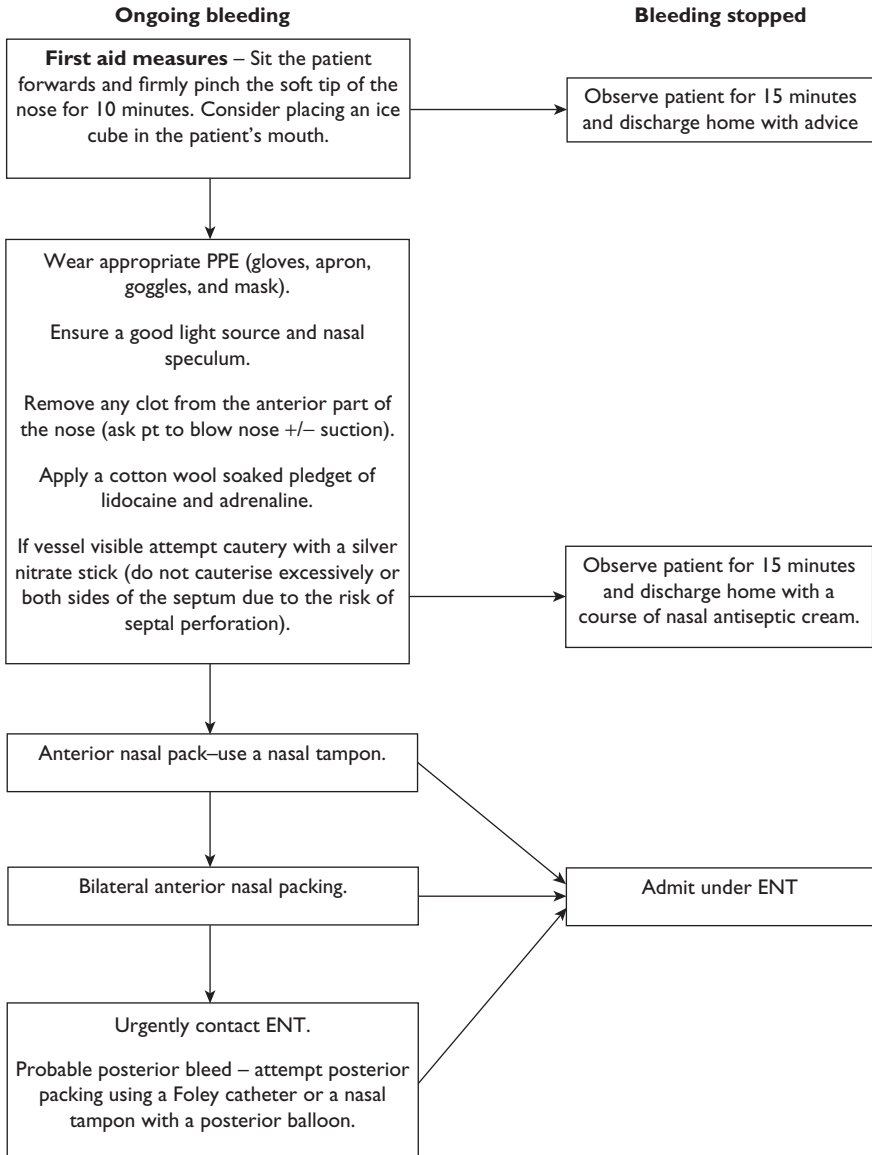 Ongoing bleeding
Bleeding stopped
First aid measures – Sit the patient
forwards and firmly pinch the soft tip of the
nose for 10 minutes. Consider placing an ice
cube in the patient’s mouth.
Observe patient for 15 minutes
and discharge home with advice
Wear appropriate PPE (gloves, apron,
goggles, and mask).
Ensure a good light source and nasal
speculum.
Remove any clot from the anterior part of
the nose (ask pt to blow nose +/– suction).
Apply a cotton wool soaked pledget of
lidocaine and adrenaline.
If vessel visible attempt cautery with a silver
nitrate stick (do not cauterise excessively or
both sides of the septum due to the risk of
septal perforation).
Observe patient for 15 minutes
and discharge home with a
course of nasal antiseptic cream.
Anterior nasal pack–use a nasal tampon.
Bilateral anterior nasal packing.
Admit under ENT
Urgently contact ENT.
Probable posterior bleed – attempt posterior
packing using a Foley catheter or a nasal
tampon with a posterior balloon.